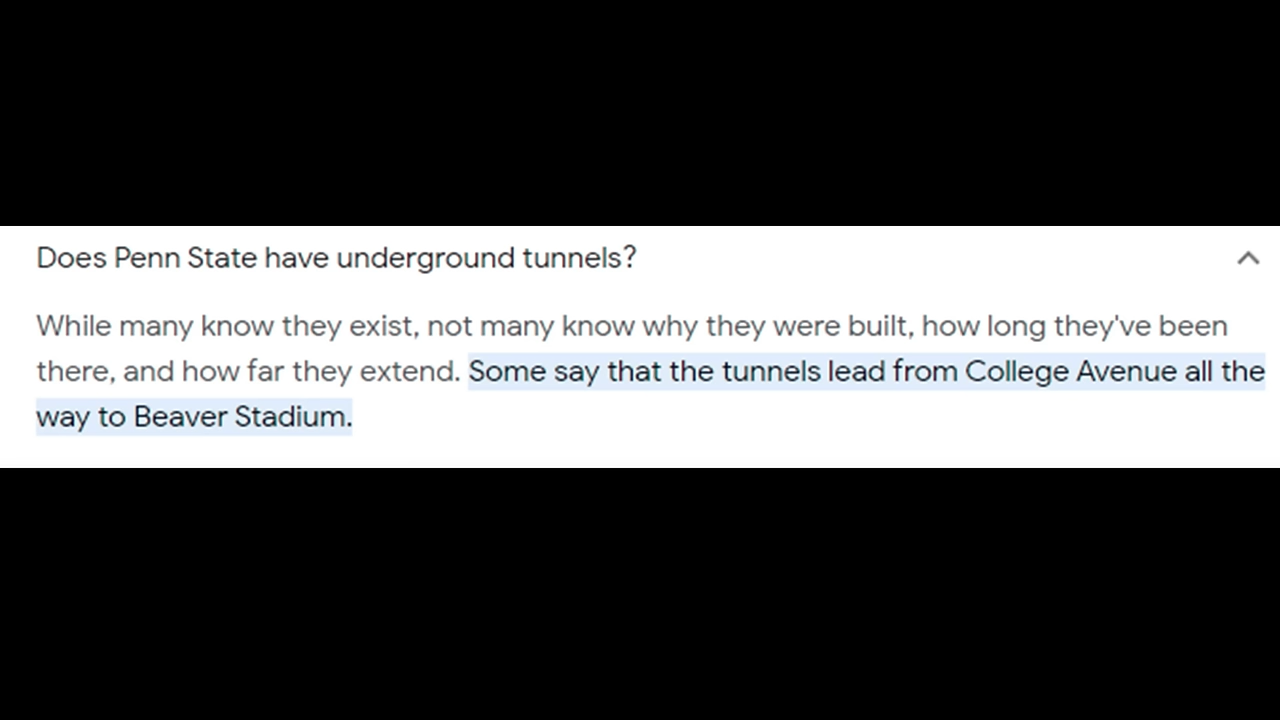 Does Penn State have underground tunnels?
While many know they exist, not many know why they were built, how long they've been
there, and how far they extend. Some say that the tunnels lead from College Avenue all the
way to Beaver Stadium.